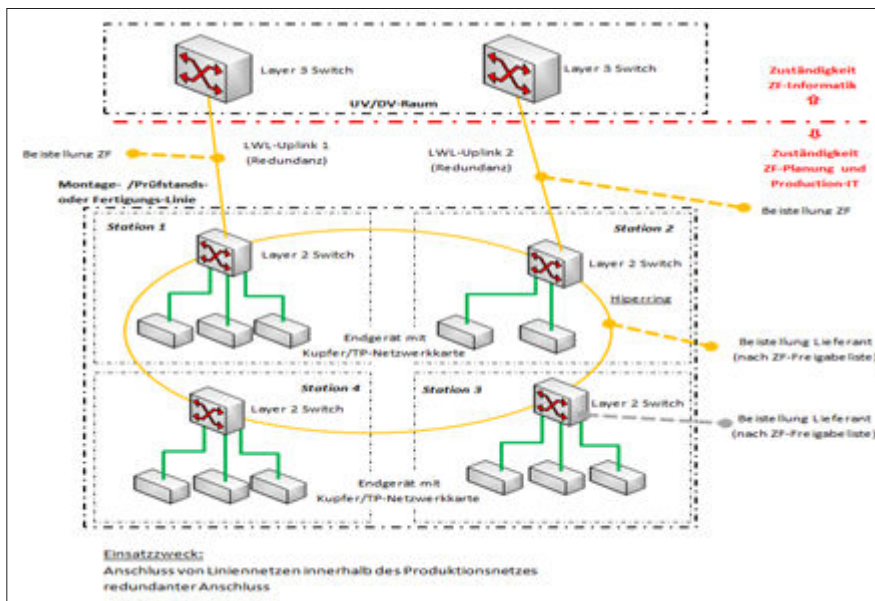 Layer 3 Switch
Layer 3 Switch
UV/DV-Raum
Zuständigkeit
ZF-Informatik
Beistellung ZF
LWL-Uplink 1
(Redundanz)
LWL-Uplink 2
(Redundanz)
Zuständigkeit
ZF-Planung und
Production-IT
Montage- /Prüfstands-
oder Fertigungs-Linie
Beistellung ZF
Station 1
Station 2
Layer 2 Switch
Layer 2 Switch
Hiperring
Endgerät mit
Kupfer/TP-Netzwerkkarte
Beistellung Lieferant
(nach ZF-Freigabeliste)
Station 4
Station 3
Layer 2 Switch
Layer 2 Switch
Beistellung Lieferant
(nach ZF-Freigabeliste)
Endgerät mit
Kupfer/TP-Netzwerkkarte
Einsatzzweck:
Anschluss von Liniennetzen innerhalb des Produktionsnetzes
redundanter Anschluss